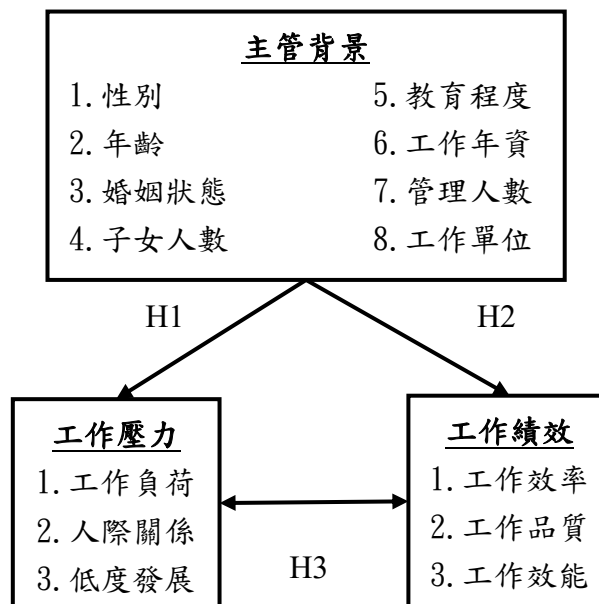 主管背景
1.性別
2.年齡
3.婚姻狀態
4.子女人數
5.教育程度
6.工作年資
7.管理人數
8.工作單位
H1
H2
工作壓力
1.工作負荷
2.人際關係
3.低度發展
H3
工作績效
1.工作效率
2.工作品質
3.工作效能